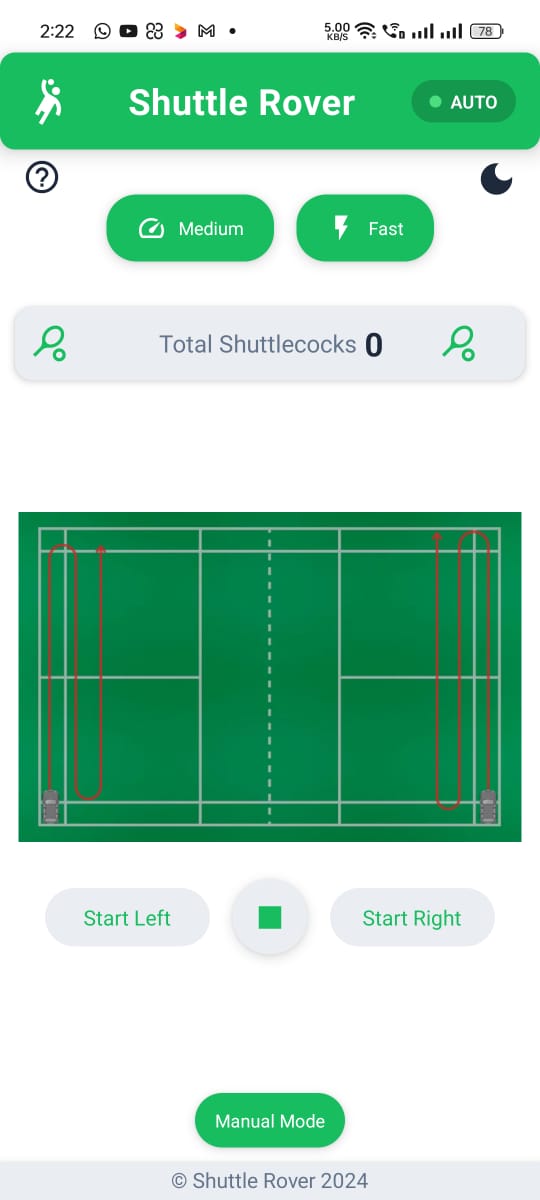 2:22
5.00
KB/S
78
Shuttle Rover
AUTO
Medium
Fast
Total Shuttlecocks 0
Start Left
Start Right
Manual Mode
© Shuttle Rover 2024